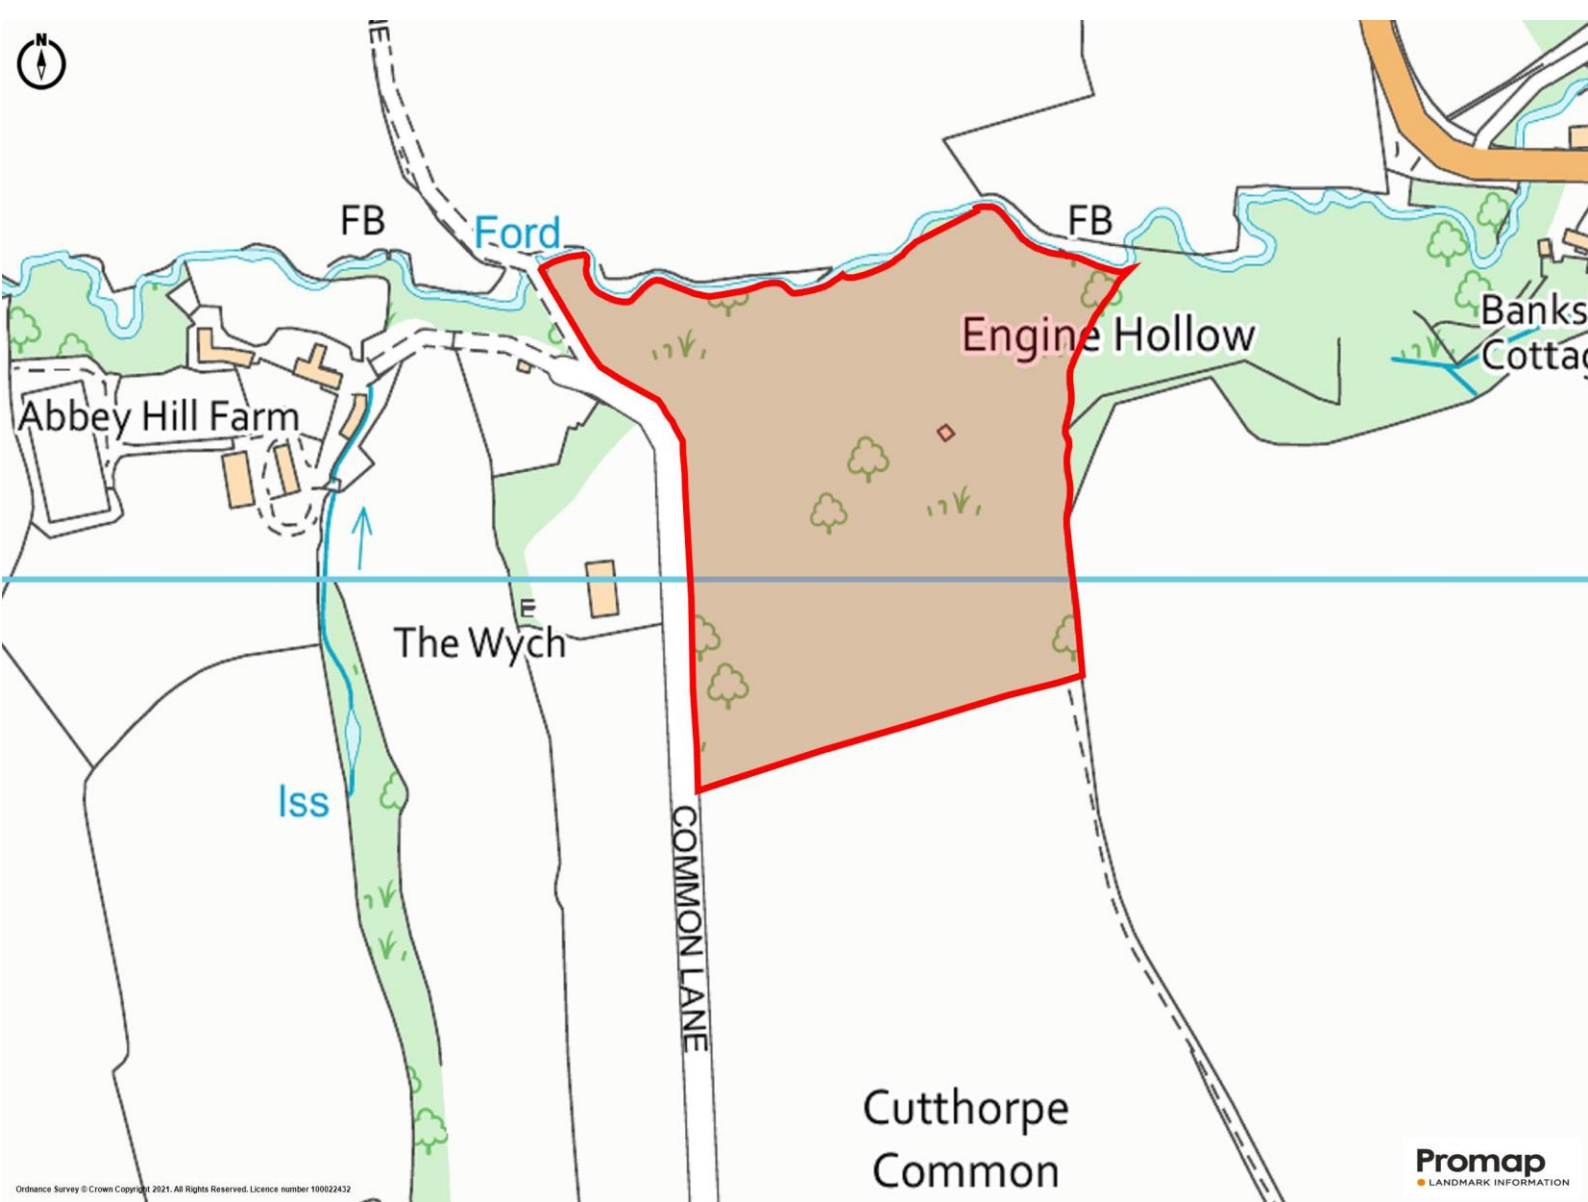 N
E
FB
Ford
FB
Engine Hollow
Banks
Cottag
Abbey Hill Farm
E
The Wych
Iss
COMMON LANE
Cutthorpe
Common
Promap
LANDMARK INFORMATION
Ordnance Survey © Crown Copyright 2021. All Rights Reserved. Licence number 100022432